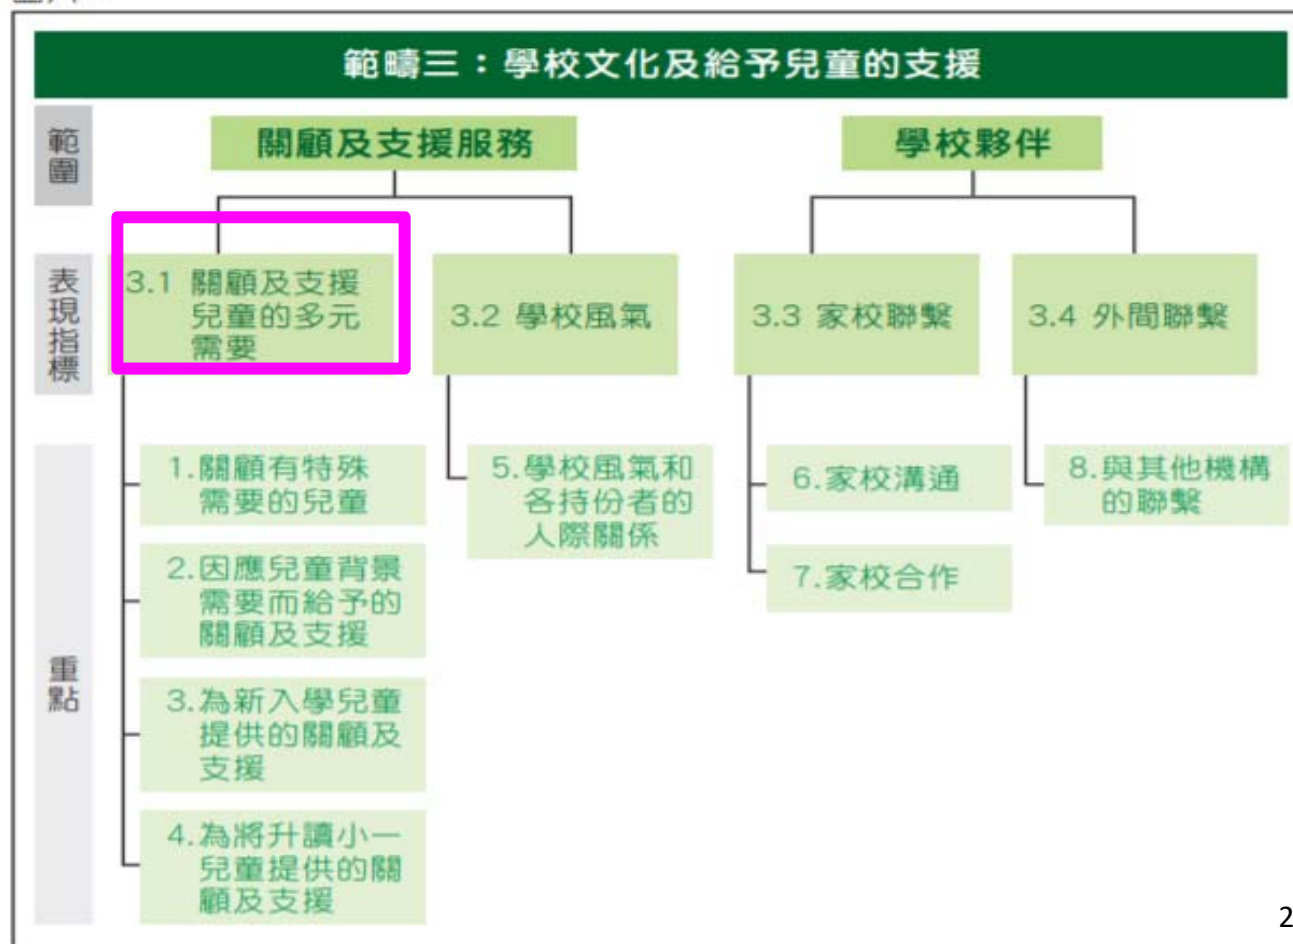 範疇三：學校文化及給予兒童的支援
範圍
關顧及支援服務
學校夥伴
表現指標
3.1 關顧及支援
兒童的多元
需要
3.2 學校風氣
3.3 家校聯繫
3.4 外間聯繫
重點
1.關顧有特殊
需要的兒童
2.因應兒童背景
需要而給予的
關顧及支援
3.為新入學兒童
提供的關顧及
支援
4.為將升讀小一
兒童提供的關
顧及支援
5.學校風氣和
各持份者的
人際關係
6.家校溝通
7.家校合作
8.與其他機構
的聯繫
2